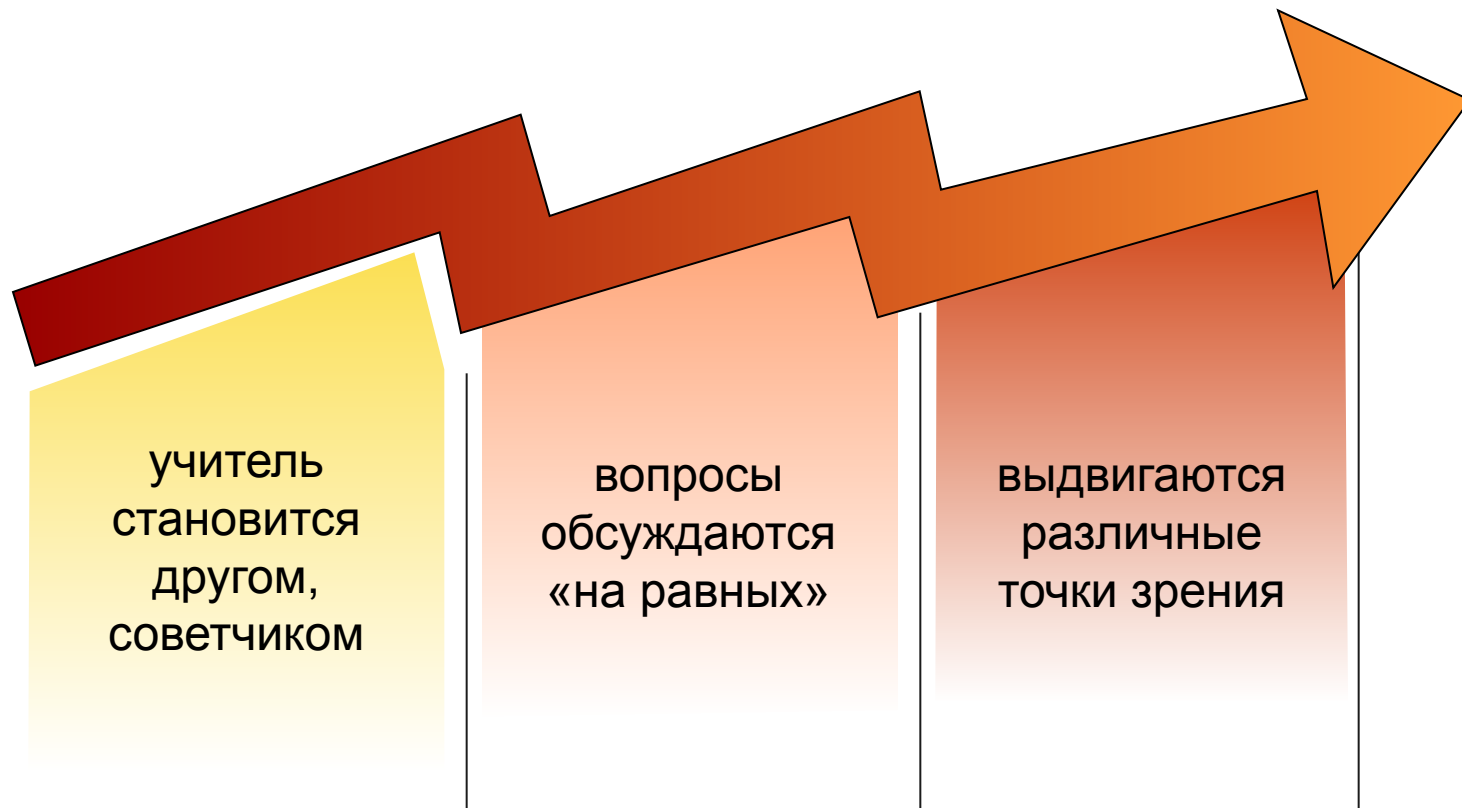 учитель
становится
другом,
советчиком
вопросы
обсуждаются
«на равных»
выдвигаются
различные
точки зрения